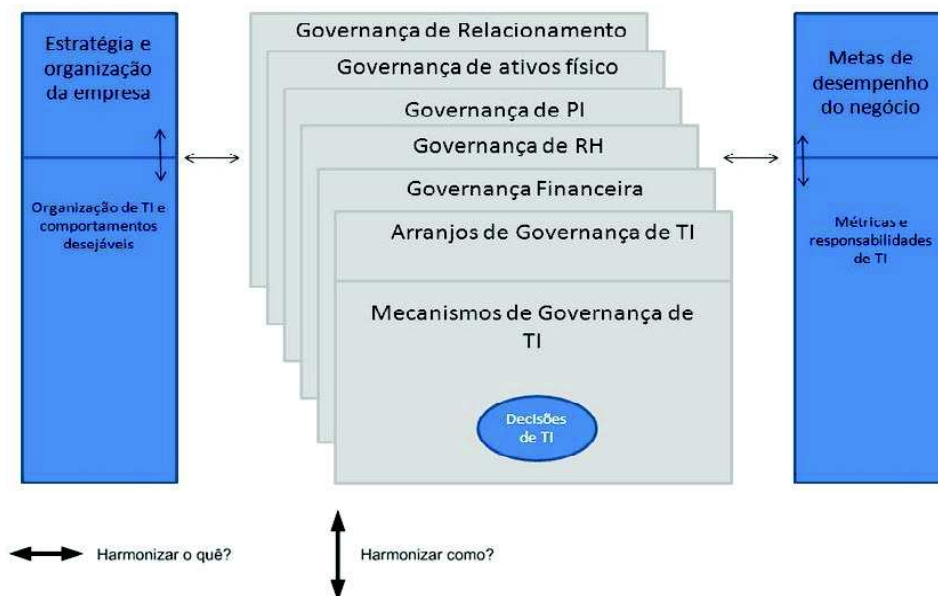 Estratégia e
organização
da empresa
Organização de TI e
comportamentos
desejáveis
Governança de Relacionamento
Governança de ativos físico
Governança de PI
Governança de RH
Governança Financeira
Arranjos de Governança de TI
Mecanismos de Governança de
TI
Decisões
de TI
Metas de
desempenho
do negócio
Métricas e
responsabilidades
de TI
Harmonizar o quê?
Harmonizar como?